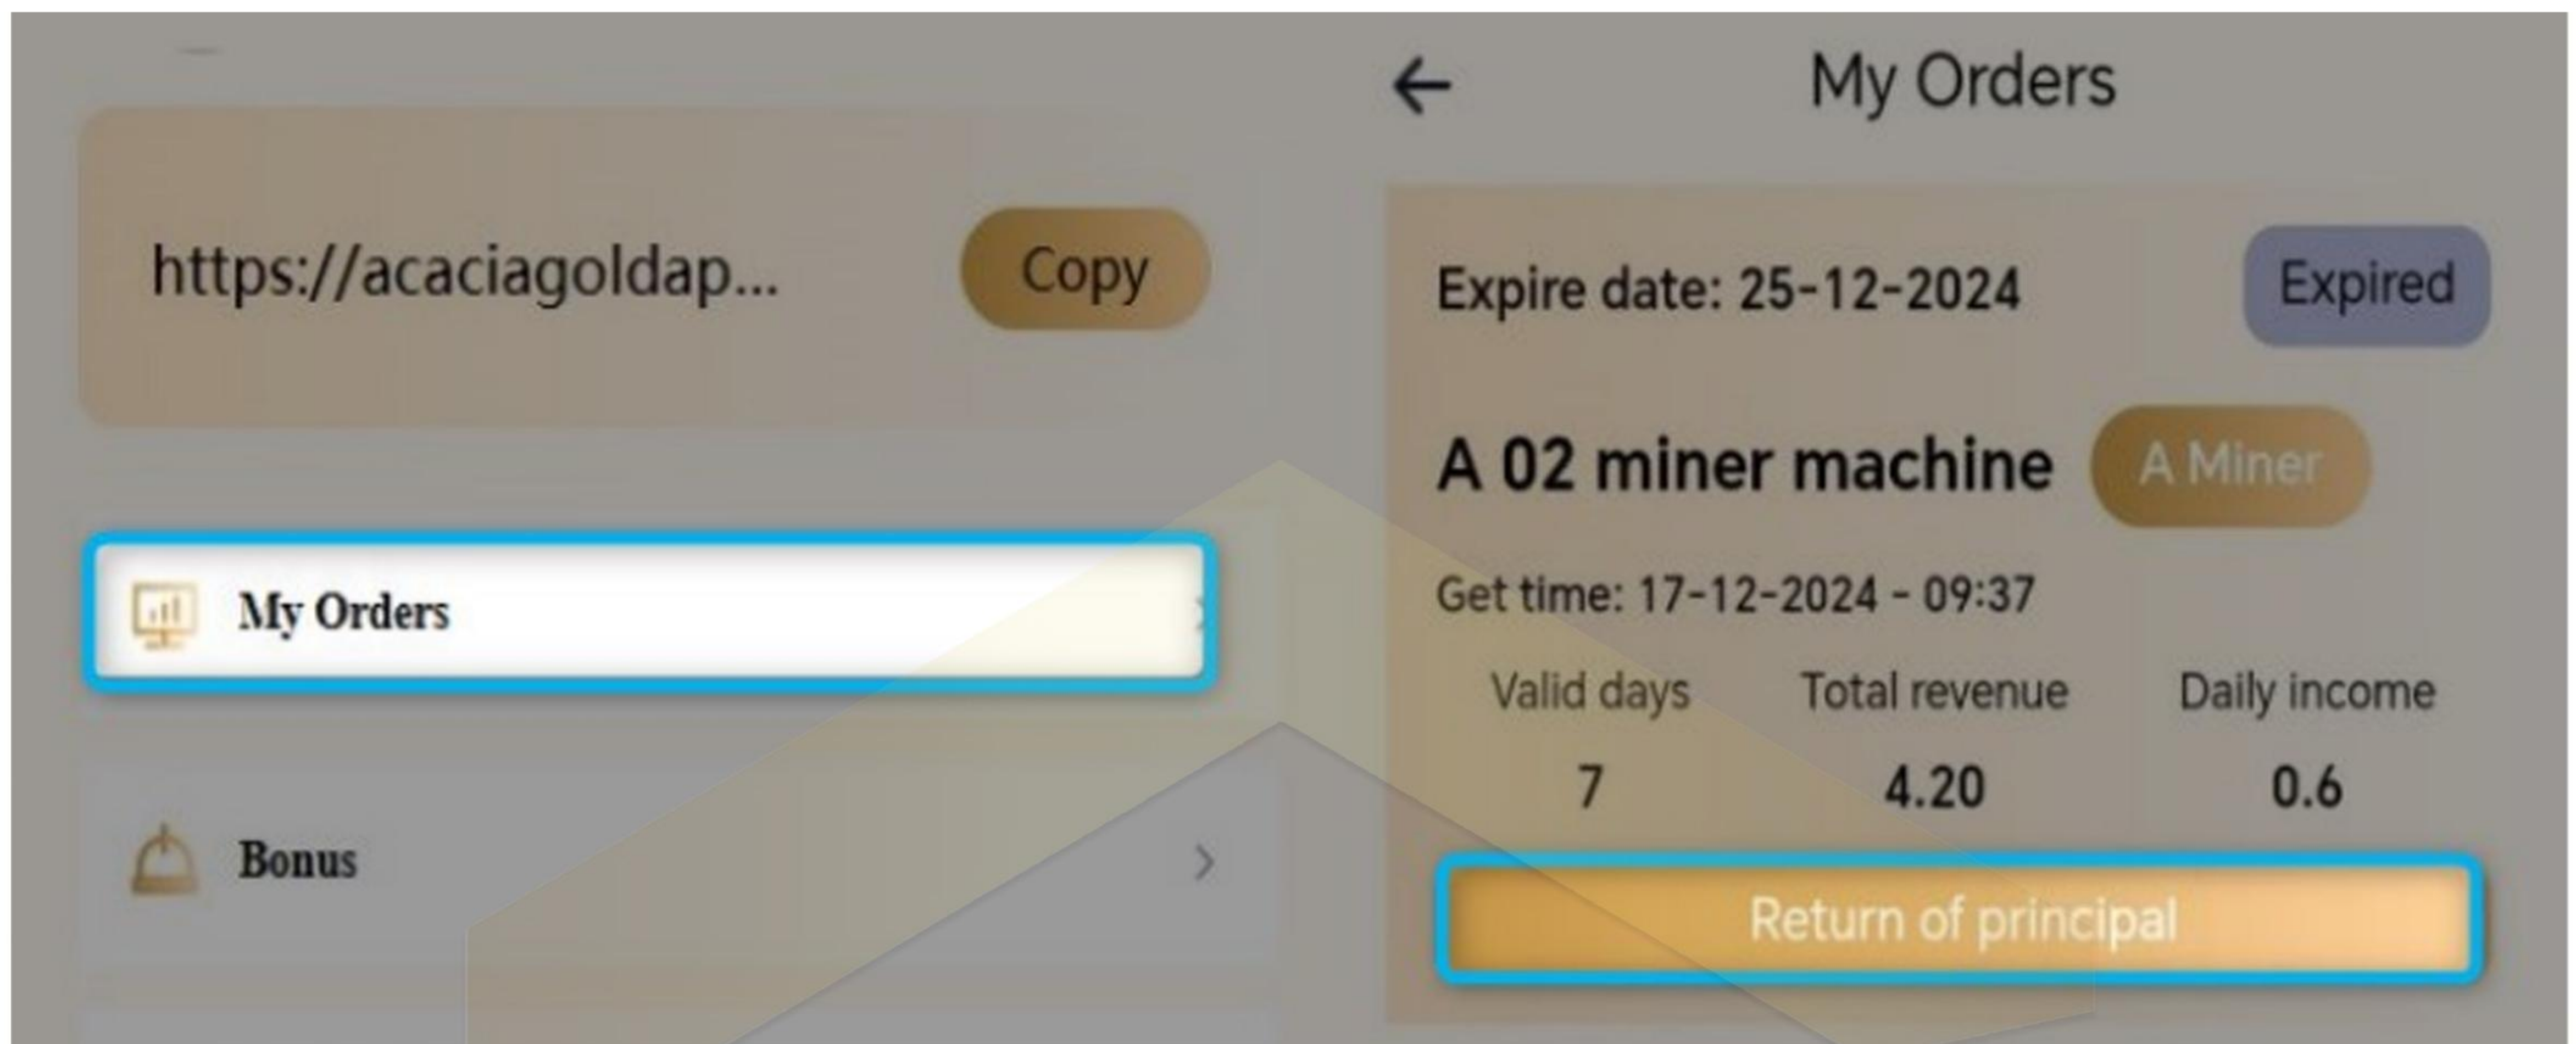 https://acaciagoldap...
Copy
My Orders
Bonus
My Orders
Expire date: 25-12-2024
Expired
A 02 miner machine
A Miner
Get time: 17-12-2024 - 09:37
Valid days
Total revenue
Daily income
7
4.20
0.6
Return of principal